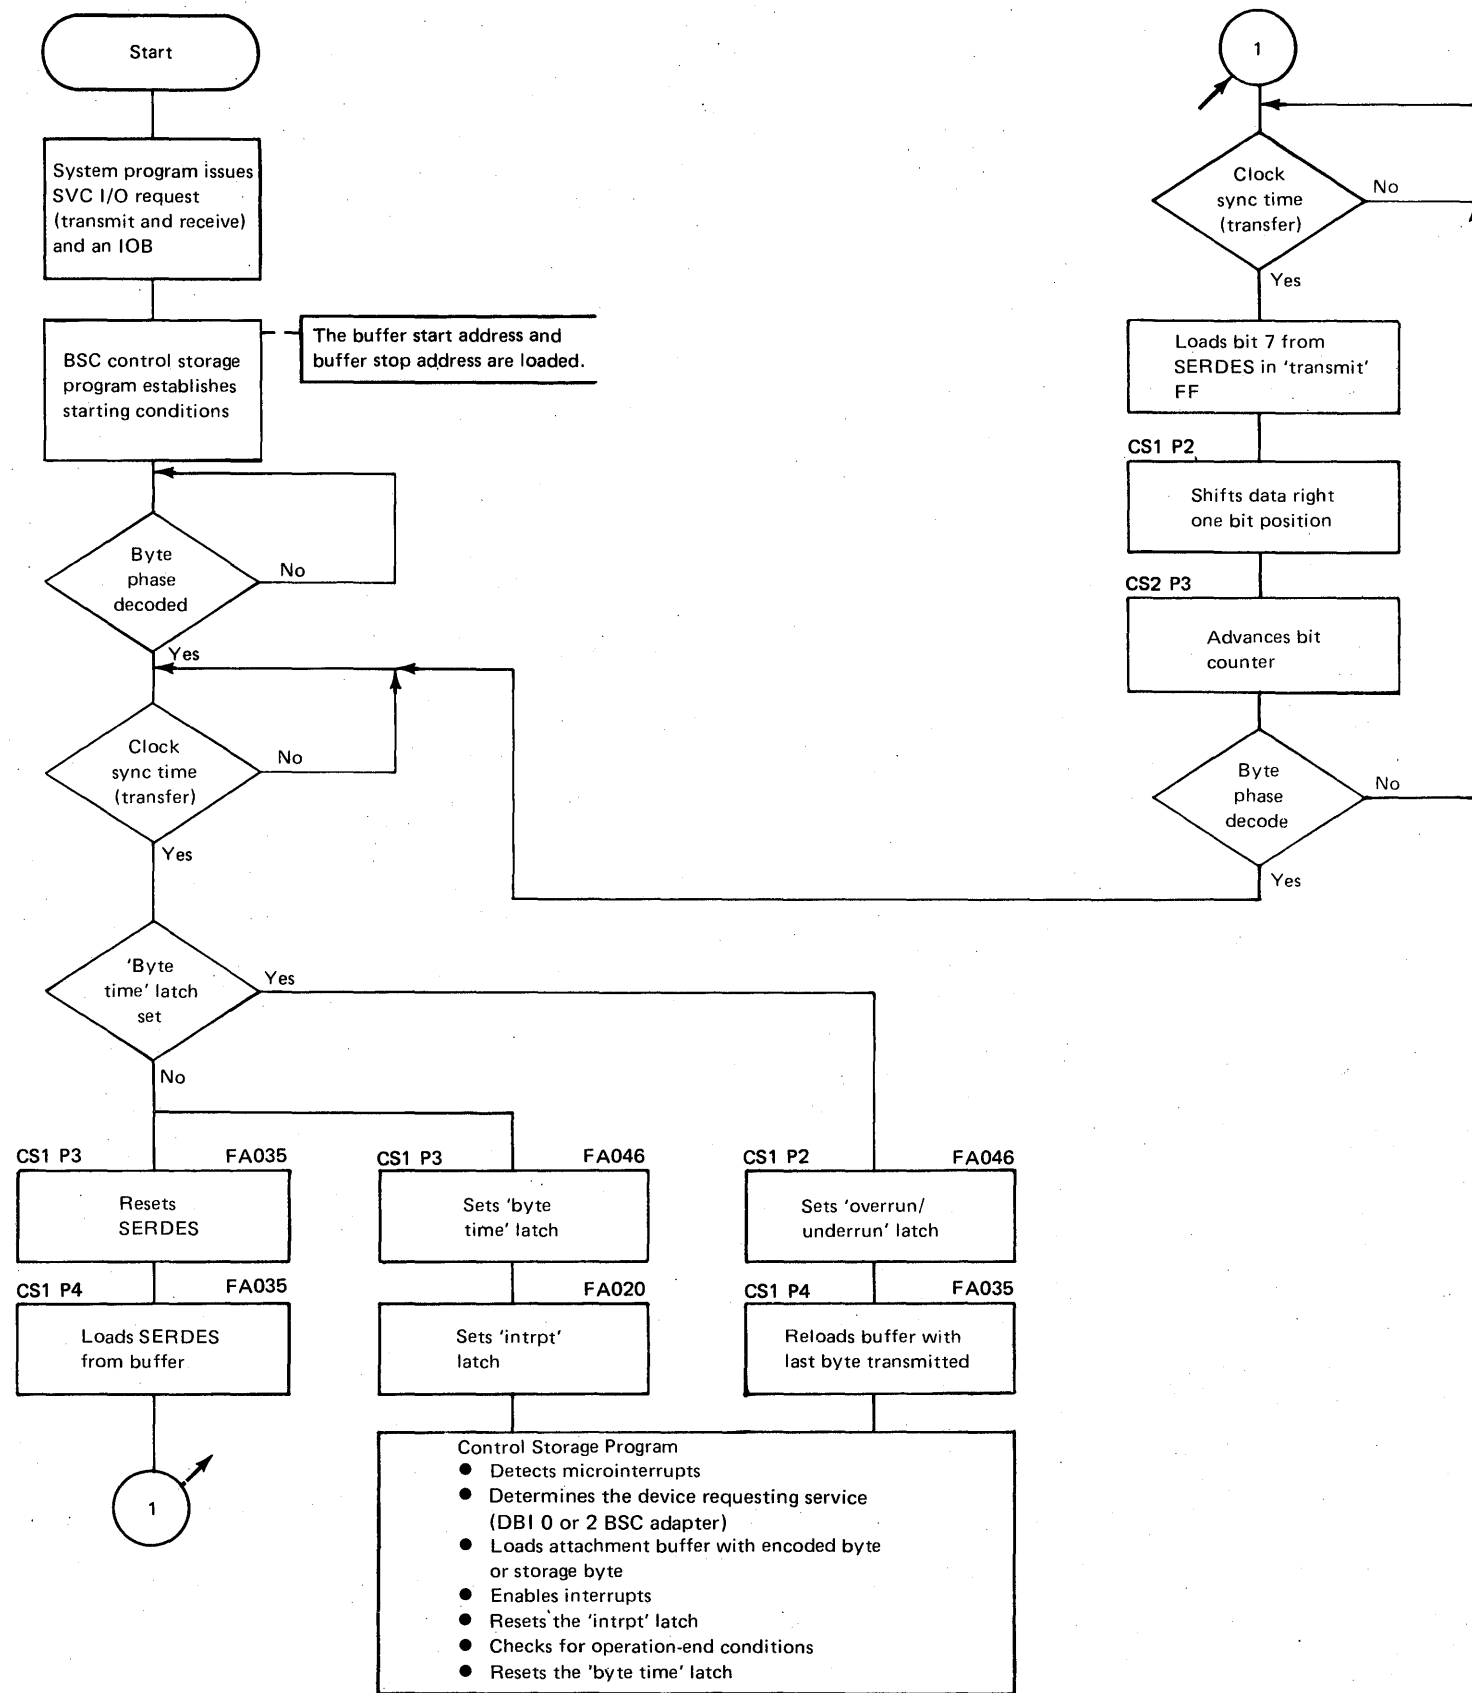 Start
System program issues
SVC I/O request
(transmit and receive)
and an IOB
BSC control storage
program establishes
starting conditions
The buffer start address and
buffer stop address are loaded.
Byte
phase
decoded
No
Yes
Clock
sync time
(transfer)
No
Yes
'Byte
time' latch
set
Yes
No
CS1 P3 FA035
Resets
SERDES
CS1 P4 FA035
Loads SERDES
from buffer
1
CS1 P3 FA046
Sets 'byte
time' latch
FA020
Sets 'intrpt'
latch
CS1 P2 FA046
Sets 'overrun/
underrun' latch
CS1 P4 FA035
Reloads buffer with
last byte transmitted
Control Storage Program
● Detects microinterrupts
● Determines the device requesting service
(DBI 0 or 2 BSC adapter)
● Loads attachment buffer with encoded byte
or storage byte
● Enables interrupts
● Resets the 'intrpt' latch
● Checks for operation-end conditions
● Resets the 'byte time' latch
1
Clock
sync time
(transfer)
No
Yes
Loads bit 7 from
SERDES in 'transmit'
FF
CS1 P2
Shifts data right
one bit position
CS2 P3
Advances bit
counter
Byte
phase
decode
No
Yes